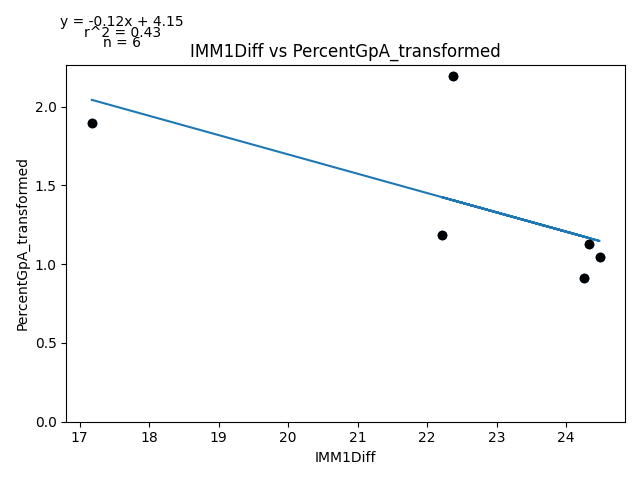 y = -0.12x + 4.15
r^2 = 0.43
n = 6
IMM1Diff vs PercentGpA_transformed
PercentGpA_transformed
2.0
1.5
1.0
0.5
0.0
17 18 19 20 21 22 23 24
IMM1Diff